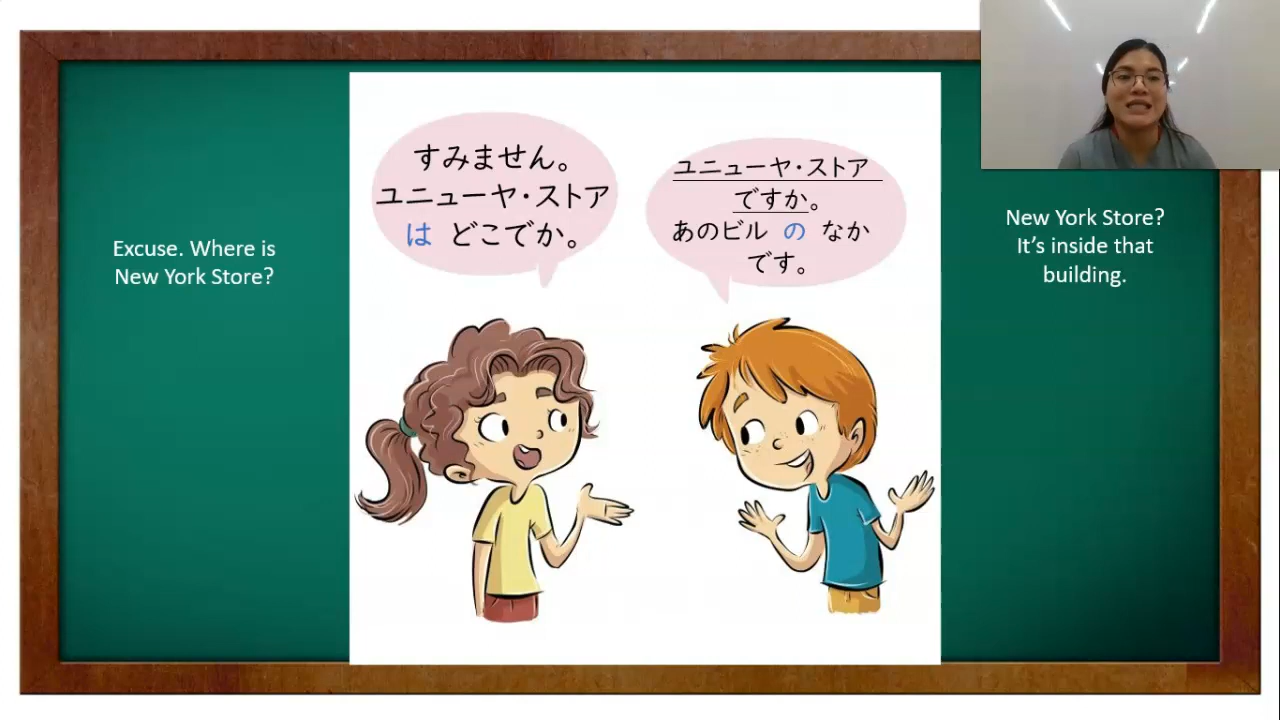 Excuse. Where is
New York Store?
すみません。
ユニューヤ・ストア
は どこでか。
ユニューヤ・ストア
ですか。
あのビル の なか
です。
New York Store?
It's inside that
building.